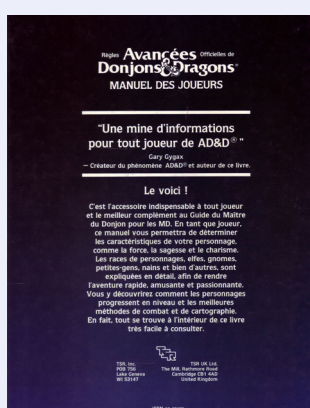 Règles Avancées Officielles de
Donjons & Dragons®
MANUEL DES JOUEURS
"Une mine d'informations
pour tout joueur de AD&D® "
Gary Gygax
— Créateur du phénomène AD&D® et auteur de ce livre.
Le voici !
C'est l'accessoire indispensable à tout joueur
et le meilleur complément au Guide du Maître
du Donjon pour les MD. En tant que joueur,
ce manuel vous permettra de déterminer
les caractéristiques de votre personnage,
comme la force, la sagesse et le charisme.
Les races de personnages, elfes, gnomes,
petites-gens, nains et bien d'autres, sont
expliquées en détail, afin de rendre
l'aventure rapide, amusante et passionnante.
Vous y découvrirez comment les personnages
progressent en niveau et les meilleures
méthodes de combat et de cartographie.
En fait, tout se trouve à l'intérieur de ce livre
très facile à consulter.
TSR, Inc.
POB 756
Lake Geneva
WI 53147
TSR UK Ltd.
The Mill, Rathmore Road
Cambridge CB1 4AD
United Kingdom